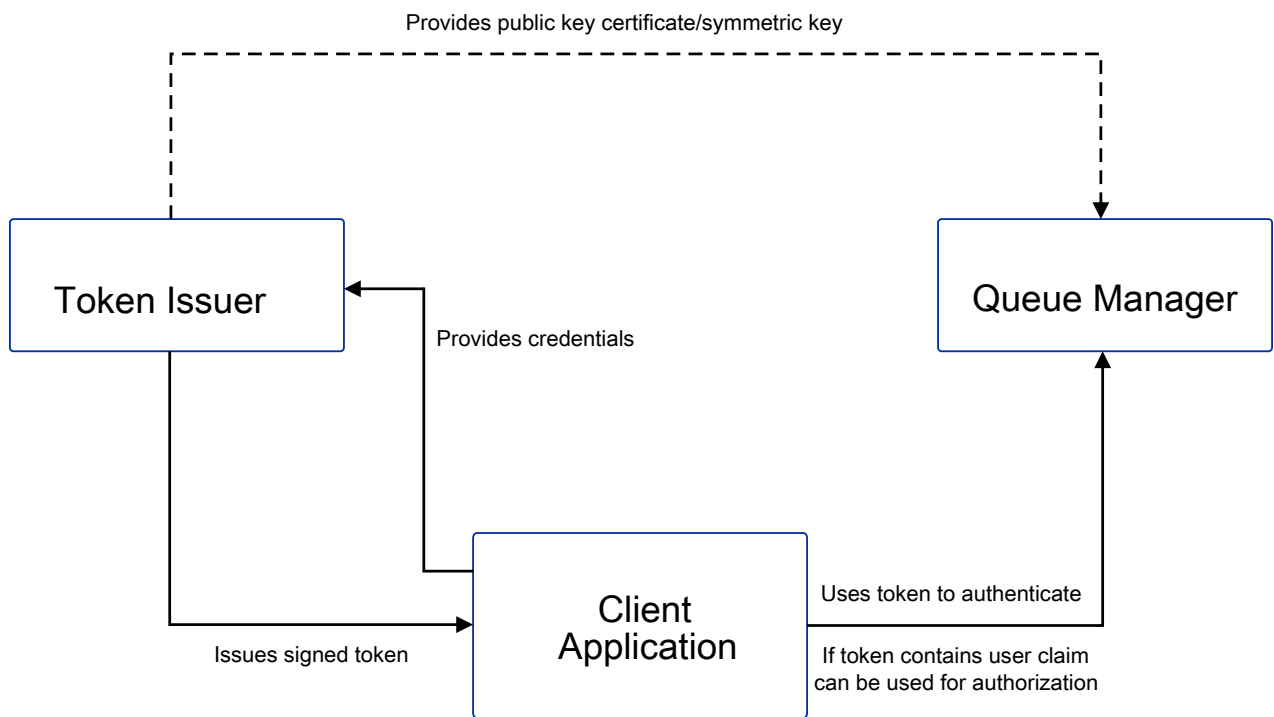 Provides public key certificate/symmetric key
Token Issuer
Queue Manager
Provides credentials
Client
Application
Uses token to authenticate
Issues signed token
If token contains user claim
can be used for authorization